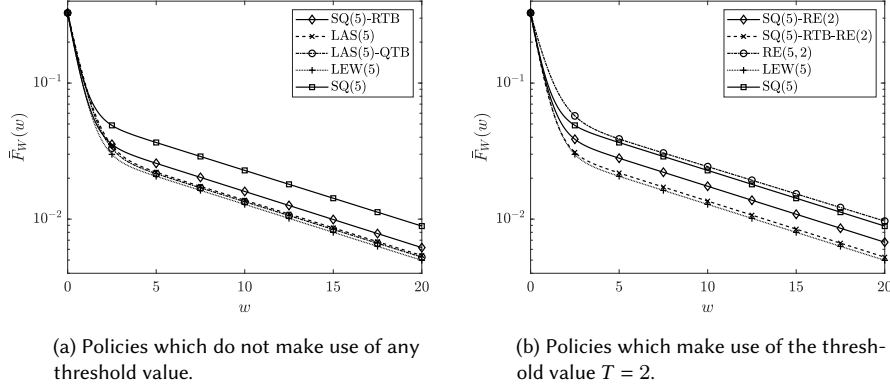 SQ(5)-RTB
LAS(5)
LAS(5)-QTB
LEW(5)
SQ(5)
10⁻¹
10⁻²
F̄_W(w)
0 5 10 15 20
w
(a) Policies which do not make use of any
threshold value.
SQ(5)-RE(2)
SQ(5)-RTB-RE(2)
RE(5, 2)
LEW(5)
SQ(5)
10⁻¹
10⁻²
F̄_W(w)
0 5 10 15 20
w
(b) Policies which make use of the thresh-
old value T = 2.